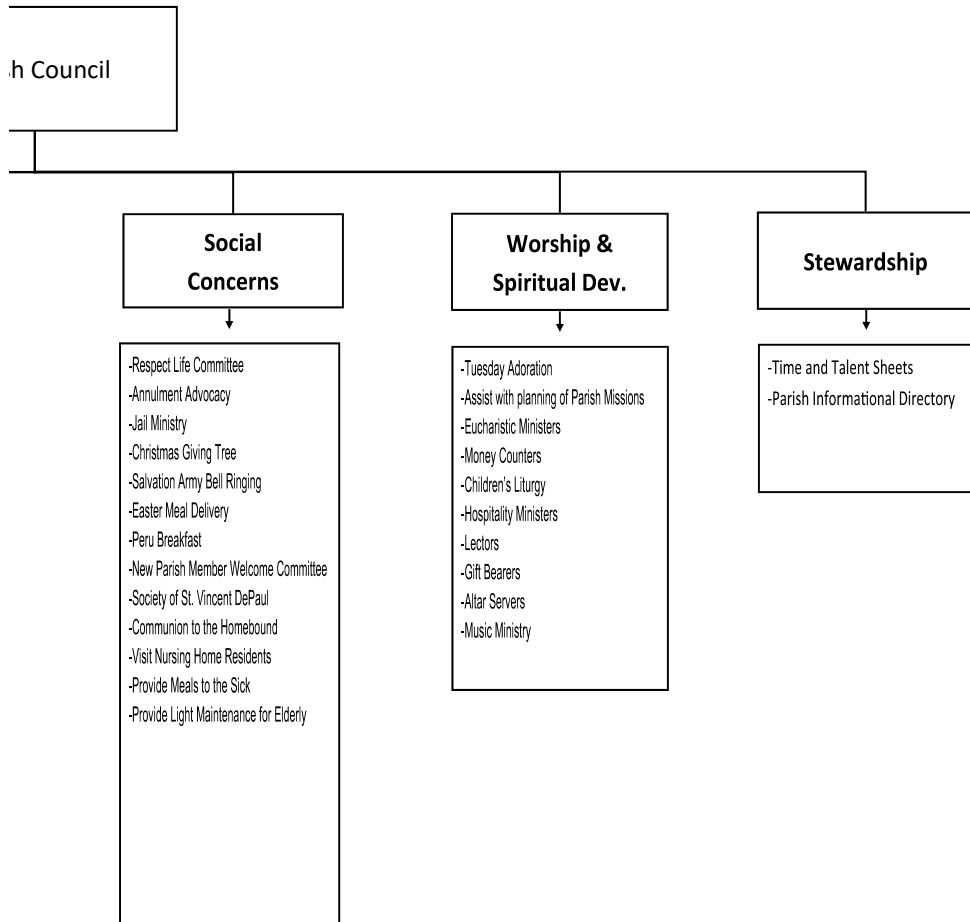 h Council
Social
Concerns
-Respect Life Committee
-Annulment Advocacy
-Jail Ministry
-Christmas Giving Tree
-Salvation Army Bell Ringing
-Easter Meal Delivery
-Peru Breakfast
-New Parish Member Welcome Committee
-Society of St. Vincent DePaul
-Communion to the Homebound
-Visit Nursing Home Residents
-Provide Meals to the Sick
-Provide Light Maintenance for Elderly
Worship &
Spiritual Dev.
-Tuesday Adoration
-Assist with planning of Parish Missions
-Eucharistic Ministers
-Money Counters
-Children's Liturgy
-Hospitality Ministers
-Lectors
-Gift Bearers
-Altar Servers
-Music Ministry
Stewardship
-Time and Talent Sheets
-Parish Informational Directory